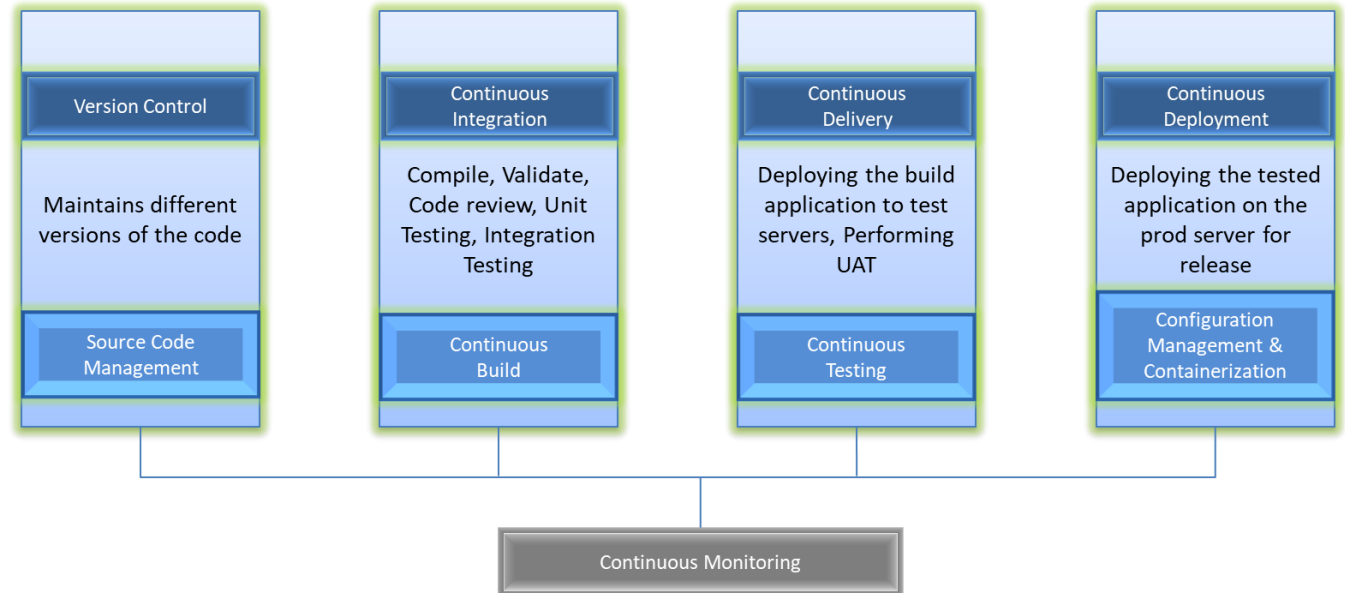 Version Control
Maintains different
versions of the code
Source Code
Management
Continuous
Integration
Compile, Validate,
Code review, Unit
Testing, Integration
Testing
Continuous
Build
Continuous
Delivery
Deploying the build
application to test
servers, Performing
UAT
Continuous
Testing
Continuous
Deployment
Deploying the tested
application on the
prod server for
release
Configuration
Management &
Containerization
Continuous Monitoring